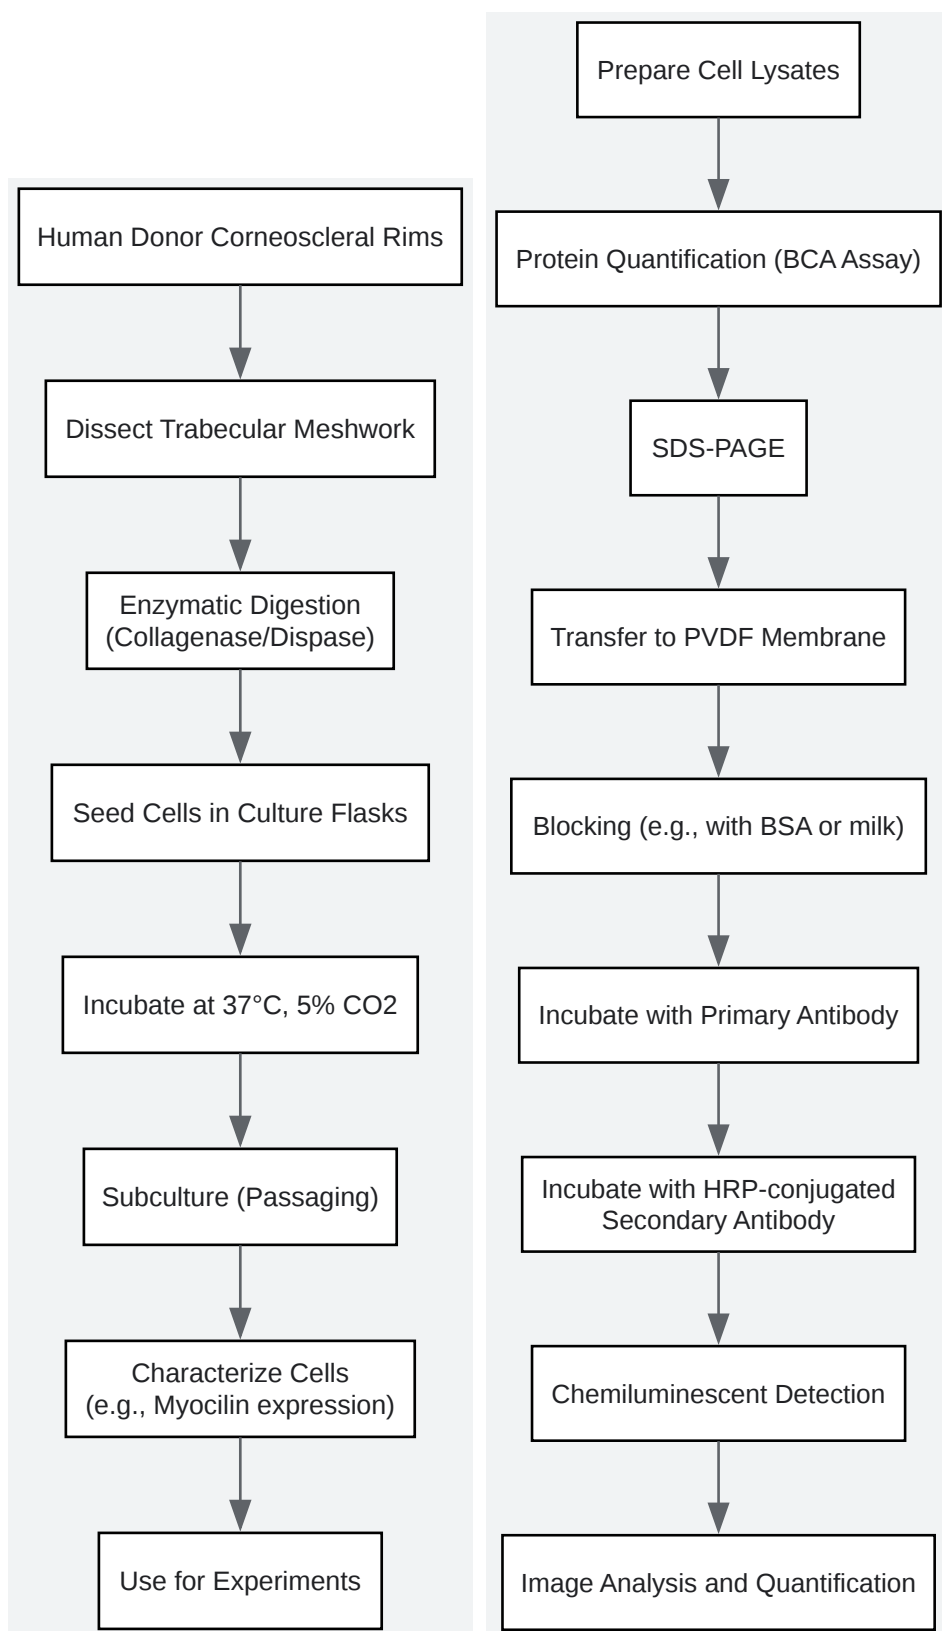 Human Donor Corneoscleral Rims
Dissect Trabecular Meshwork
Enzymatic Digestion
(Collagenase/Dispase)
Seed Cells in Culture Flasks
Incubate at 37°C, 5% CO2
Subculture (Passaging)
Characterize Cells
(e.g., Myocilin expression)
Use for Experiments
Prepare Cell Lysates
Protein Quantification (BCA Assay)
SDS-PAGE
Transfer to PVDF Membrane
Blocking (e.g., with BSA or milk)
Incubate with Primary Antibody
Incubate with HRP-conjugated
Secondary Antibody
Chemiluminescent Detection
Image Analysis and Quantification